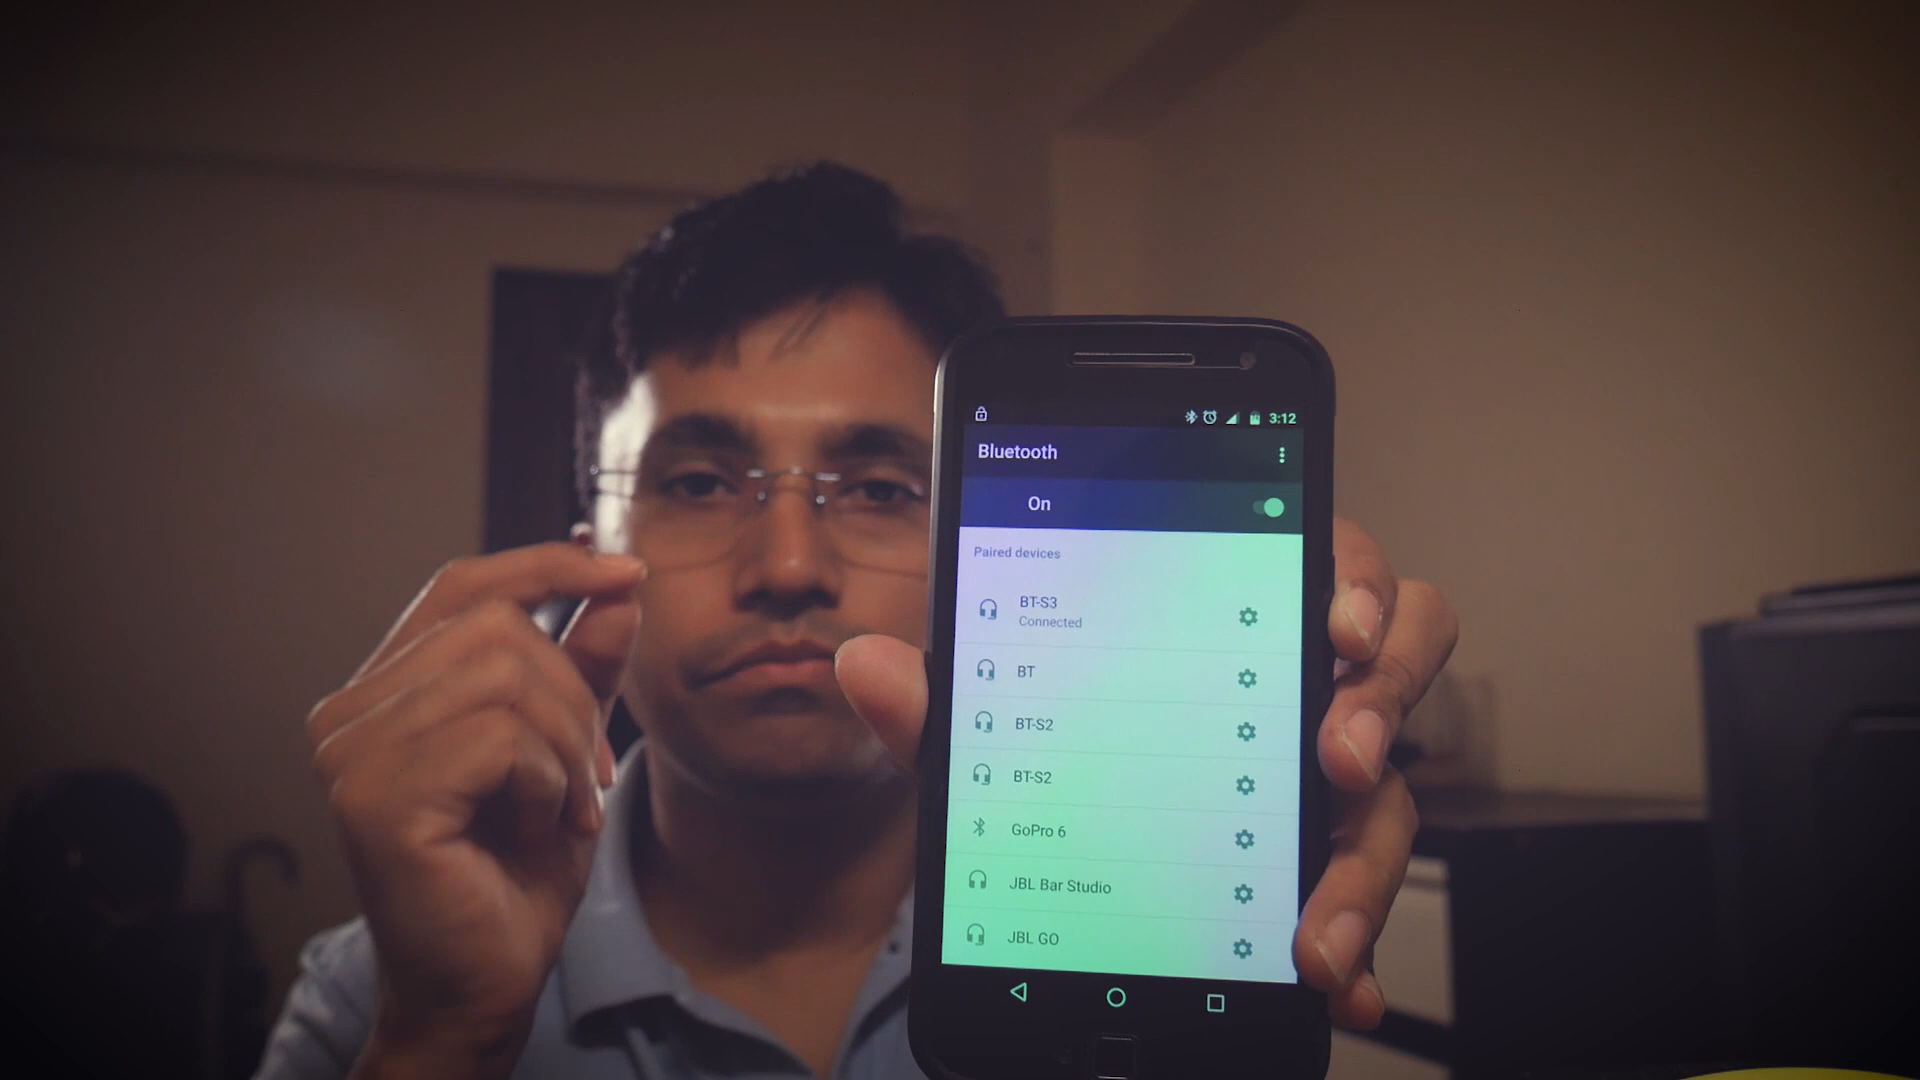 3:12
Bluetooth
On
Paired devices
BT-S3
Connected
BT
BT-S2
BT-S2
GoPro 6
JBL Bar Studio
JBL GO